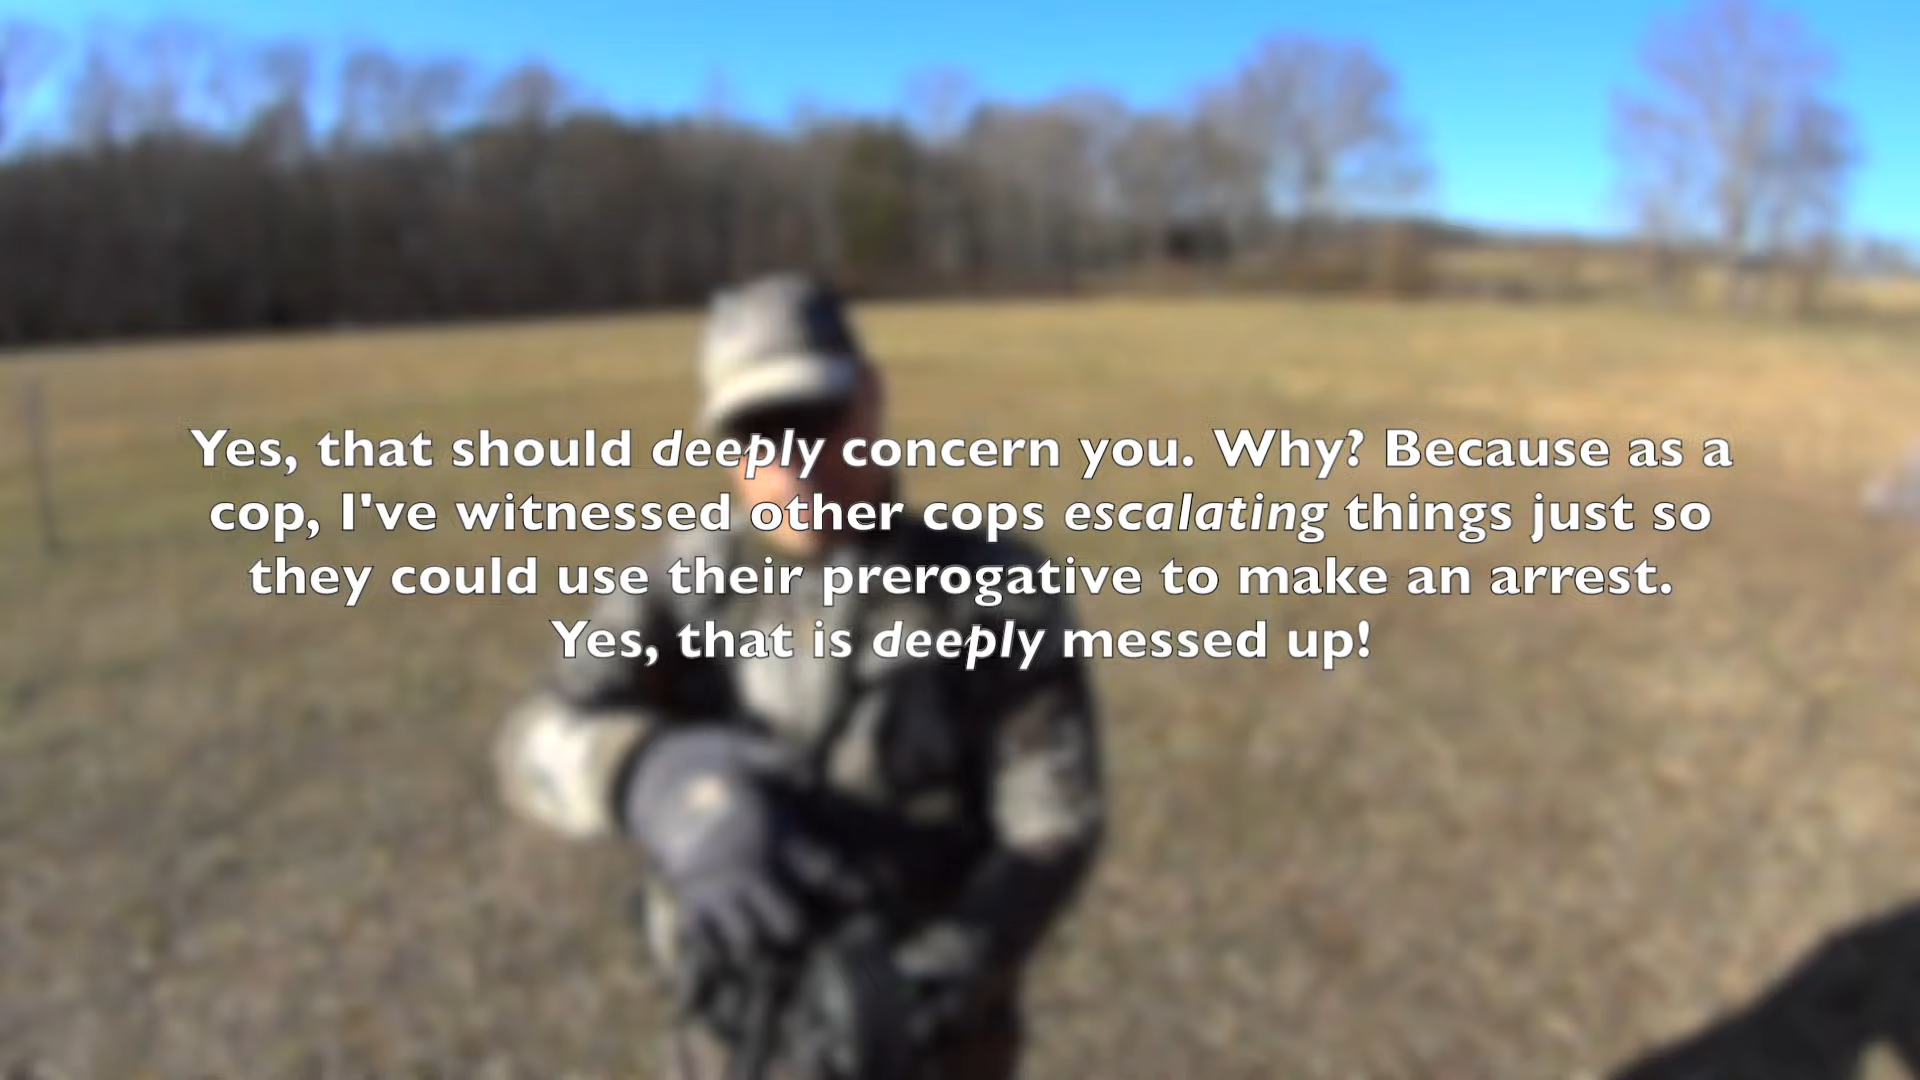 Yes, that should deeply concern you. Why? Because as a
cop, I've witnessed other cops escalating things just so
they could use their prerogative to make an arrest.
Yes, that is deeply messed up!